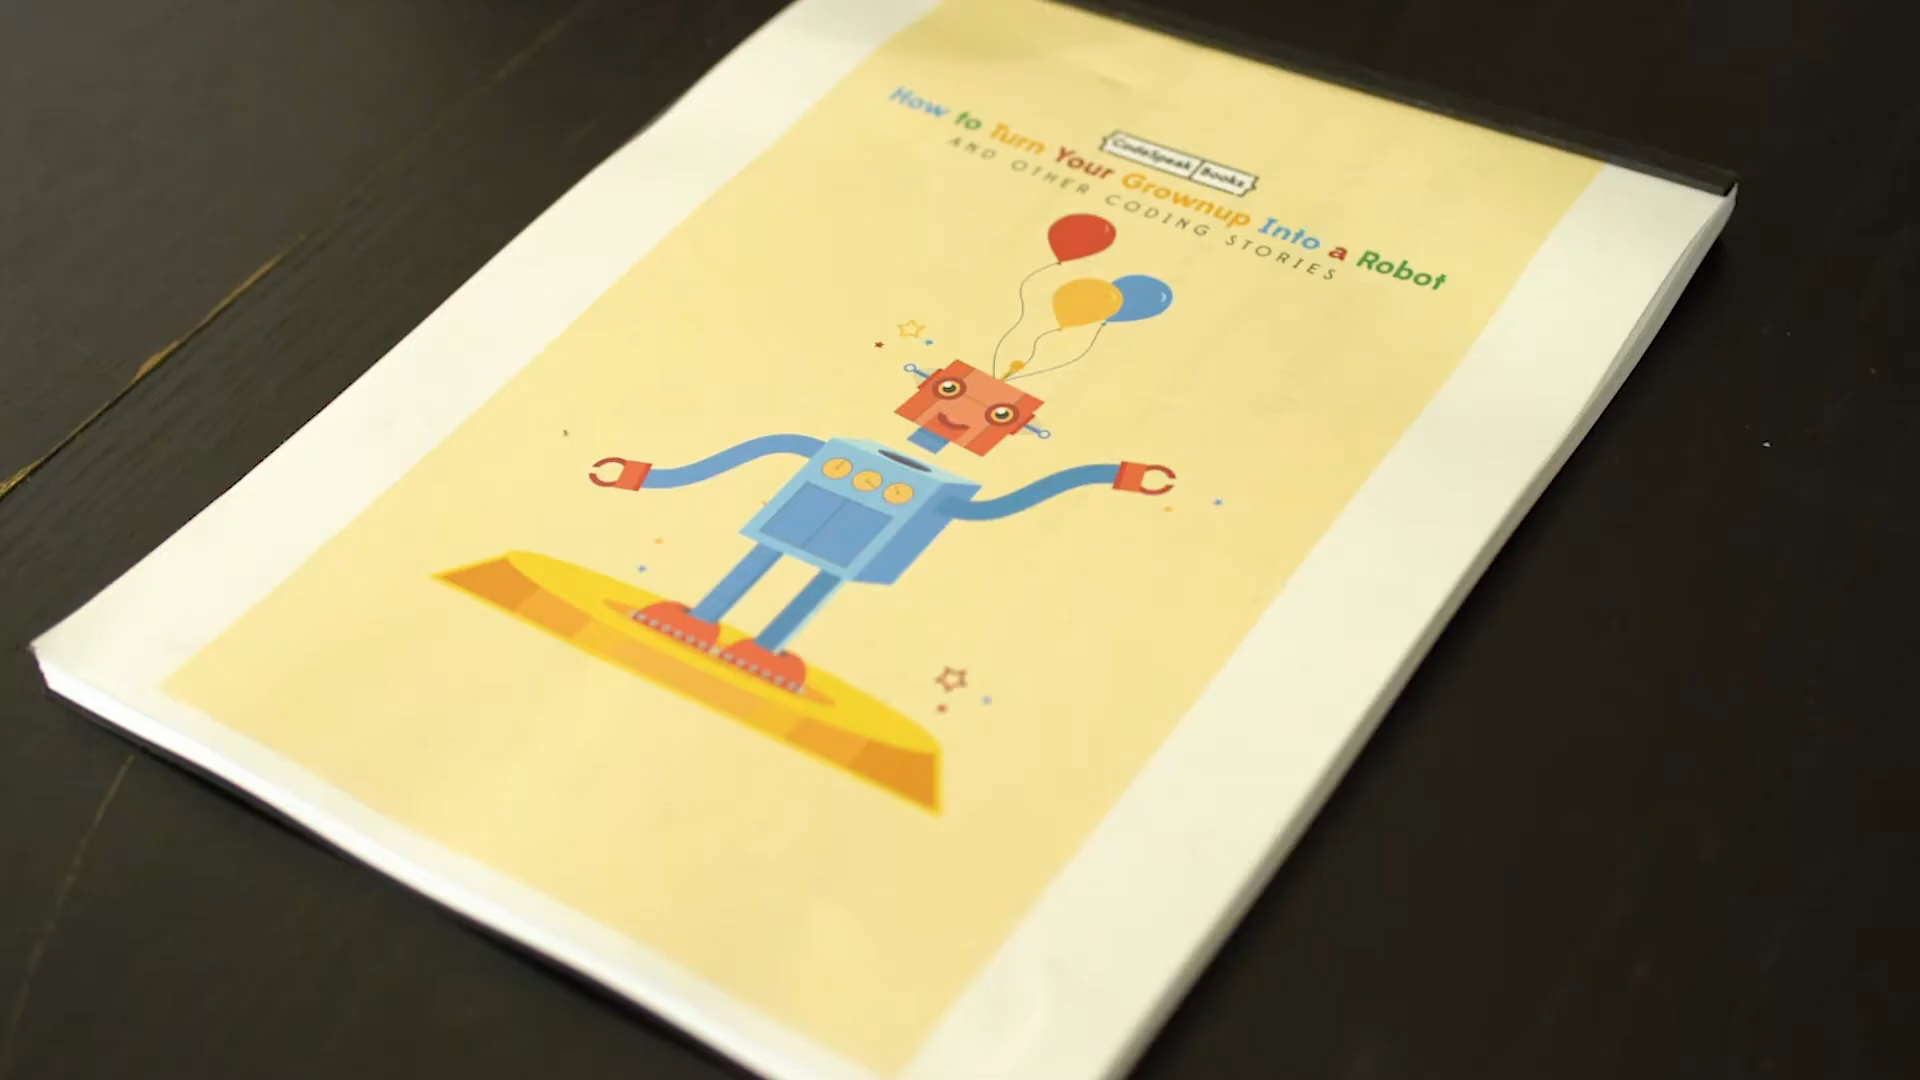 CodeSpeak Books
How to Turn Your Grownup Into a Robot
AND OTHER CODING STORIES